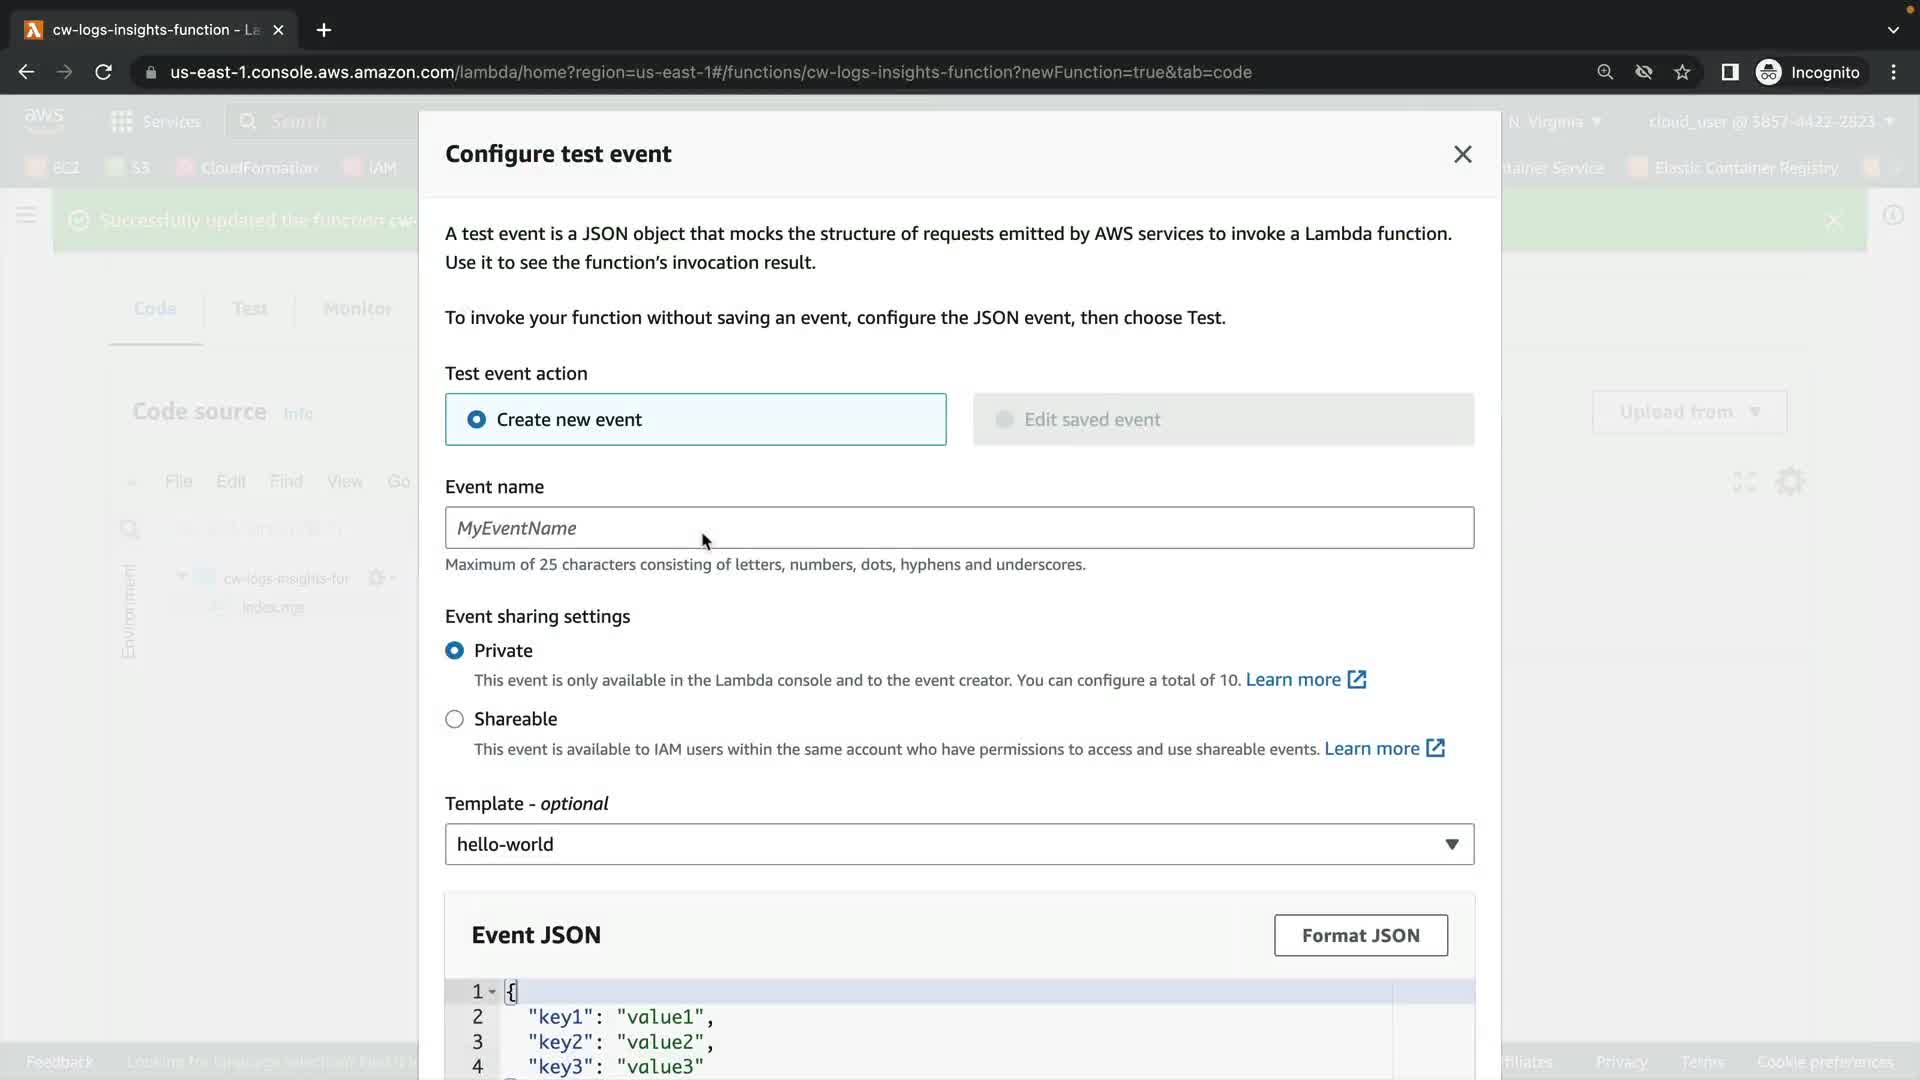 cw-logs-insights-function - La
us-east-1.console.aws.amazon.com/lambda/home?region=us-east-1#/functions/cw-logs-insights-function?newFunction=true&tab=code
Incognito
aws
Services
Search
N. Virginia
cloud_user @ 5857-4422-2823
EC2
S3
CloudFormation
IAM
tainer Service
Elastic Container Registry
Configure test event
Successfully updated the function cw-
A test event is a JSON object that mocks the structure of requests emitted by AWS services to invoke a Lambda function.
Use it to see the function’s invocation result.
Code
Test
Monitor
To invoke your function without saving an event, configure the JSON event, then choose Test.
Test event action
Create new event
Edit saved event
Code source
Info
Upload from
File
Edit
Find
View
Go
Event name
MyEventName
Maximum of 25 characters consisting of letters, numbers, dots, hyphens and underscores.
Environment
cw-logs-insights-fur
index.mjs
Event sharing settings
Private
This event is only available in the Lambda console and to the event creator. You can configure a total of 10. Learn more
Shareable
This event is available to IAM users within the same account who have permissions to access and use shareable events. Learn more
Template - optional
hello-world
Event JSON
Format JSON
1 {
2 "key1": "value1",
3 "key2": "value2",
4 "key3": "value3"
Feedback
Looking for language selection? Find it
ffiliates
Privacy
Terms
Cookie preferences